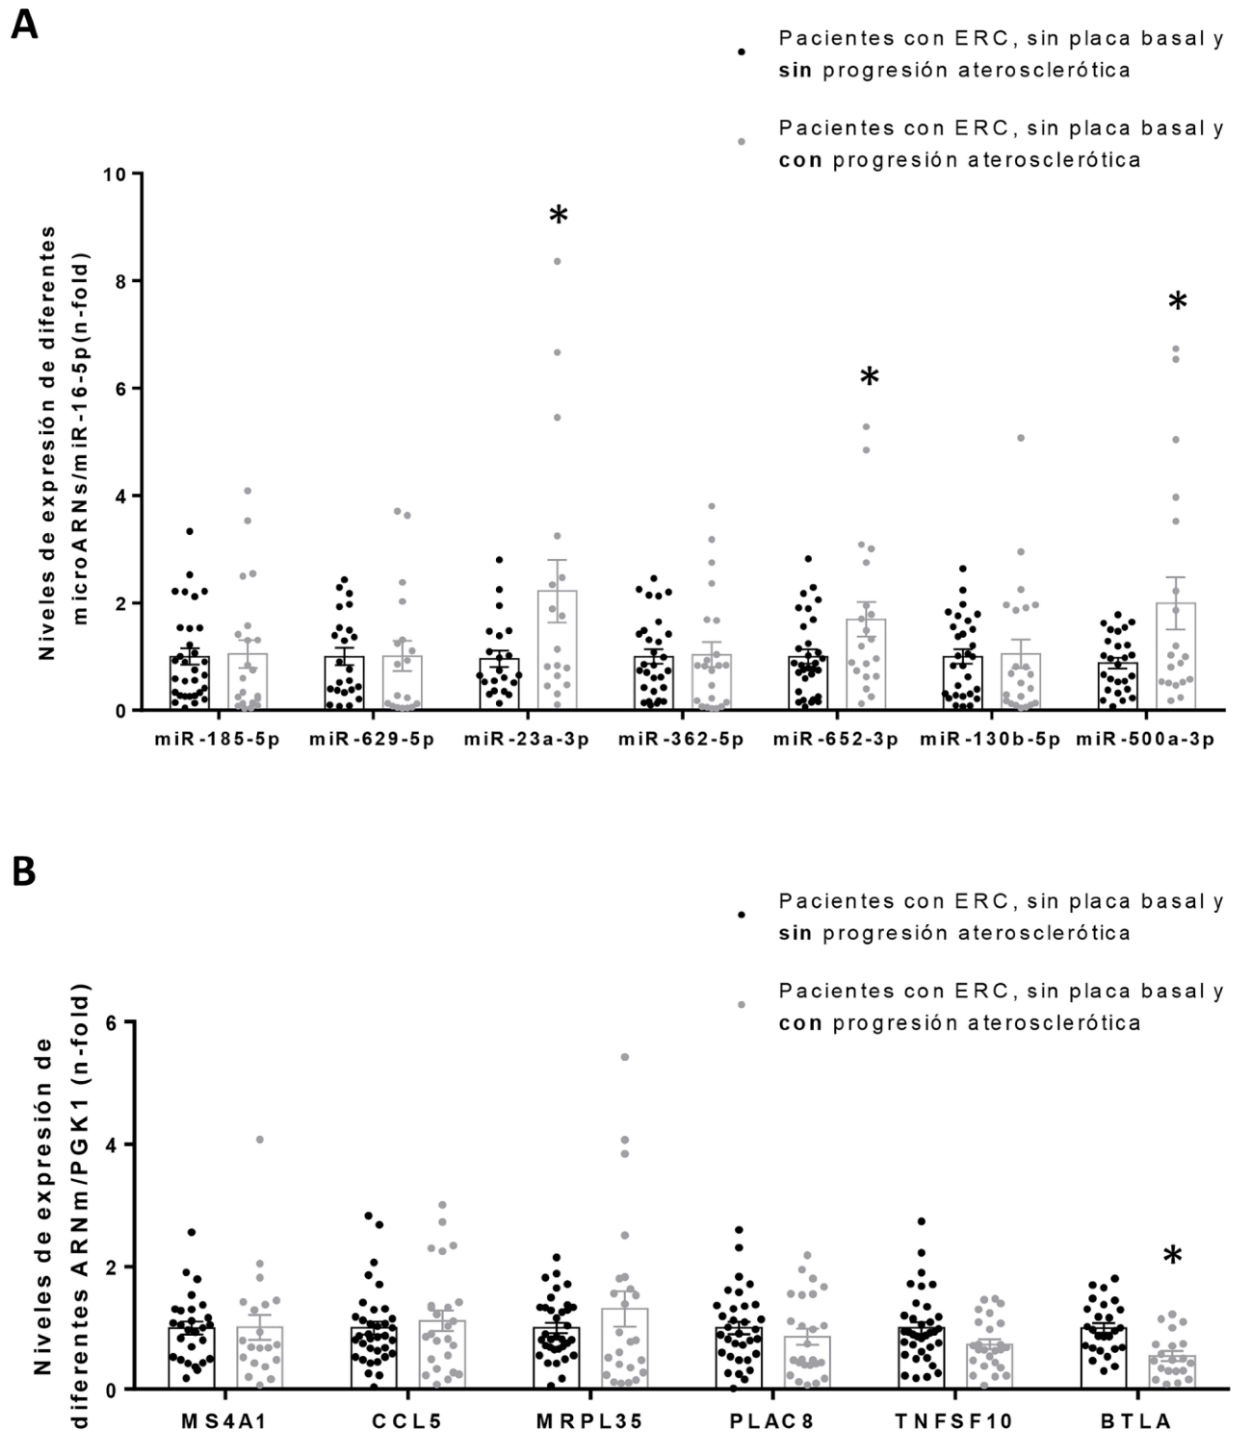 A
Pacientes con ERC, sin placa basal y
sin progresión aterosclerótica
Pacientes con ERC, sin placa basal y
con progresión aterosclerótica
Niveles de expresión de diferentes
microARNs/miR-16-5p(n-fold)
10
8
6
4
2
0
*
*
*
miR-185-5p miR-629-5p miR-23a-3p miR-362-5p miR-652-3p miR-130b-5p miR-500a-3p
B
Pacientes con ERC, sin placa basal y
sin progresión aterosclerótica
Pacientes con ERC, sin placa basal y
con progresión aterosclerótica
Niveles de expresión de
diferentes ARNm/PGK1 (n-fold)
6
4
2
0
*
MS4A1 CCL5 MRPL35 PLAC8 TNFSF10 BTLA